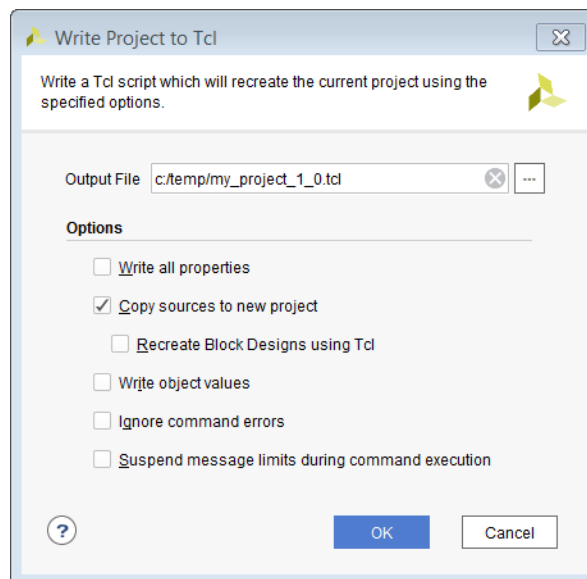 Write Project to Tcl
Write a Tcl script which will recreate the current project using the
specified options.
Output File c:/temp/my_project_1_0.tcl ...
Options
Write all properties
Copy sources to new project
Recreate Block Designs using Tcl
Write object values
Ignore command errors
Suspend message limits during command execution
? OK Cancel